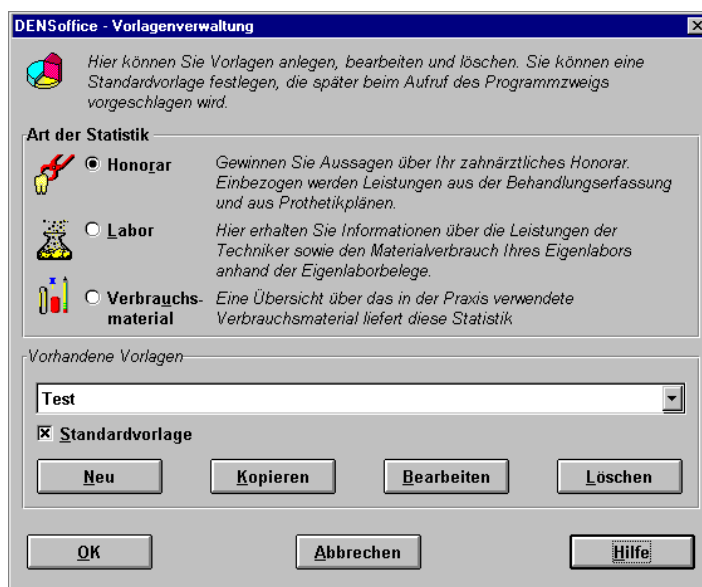 DENSoffice - Vorlagenverwaltung
Hier können Sie Vorlagen anlegen, bearbeiten und löschen. Sie können eine
Standardvorlage festlegen, die später beim Aufruf des Programmzweigs
vorgeschlagen wird.
Art der Statistik
Honorar
Gewinnen Sie Aussagen über Ihr zahnärztliches Honorar.
Einbezogen werden Leistungen aus der Behandlungserfassung
und aus Prothetikplänen.
Labor
Hier erhalten Sie Informationen über die Leistungen der
Techniker sowie den Materialverbrauch Ihres Eigenlabors
anhand der Eigenlaborbelege.
Verbrauchs-
material
Eine Übersicht über das in der Praxis verwendete
Verbrauchsmaterial liefert diese Statistik
Vorhandene Vorlagen
Test
Standardvorlage
Neu
Kopieren
Bearbeiten
Löschen
OK
Abbrechen
Hilfe